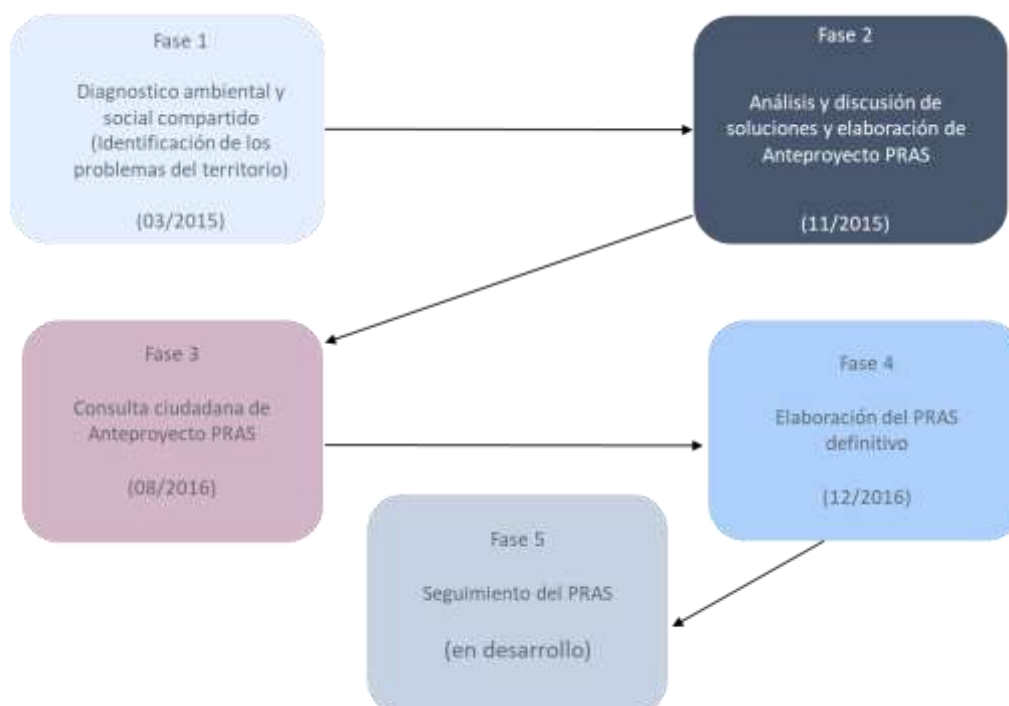 Fase 1
Diagnostico ambiental y
social compartido
(Identificación de los
problemas del territorio)
(03/2015)
Fase 2
Análisis y discusión de
soluciones y elaboración de
Anteproyecto PRAS
(11/2015)
Fase 3
Consulta ciudadana de
Anteproyecto PRAS
(08/2016)
Fase 4
Elaboración del PRAS
definitivo
(12/2016)
Fase 5
Seguimiento del PRAS
(en desarrollo)